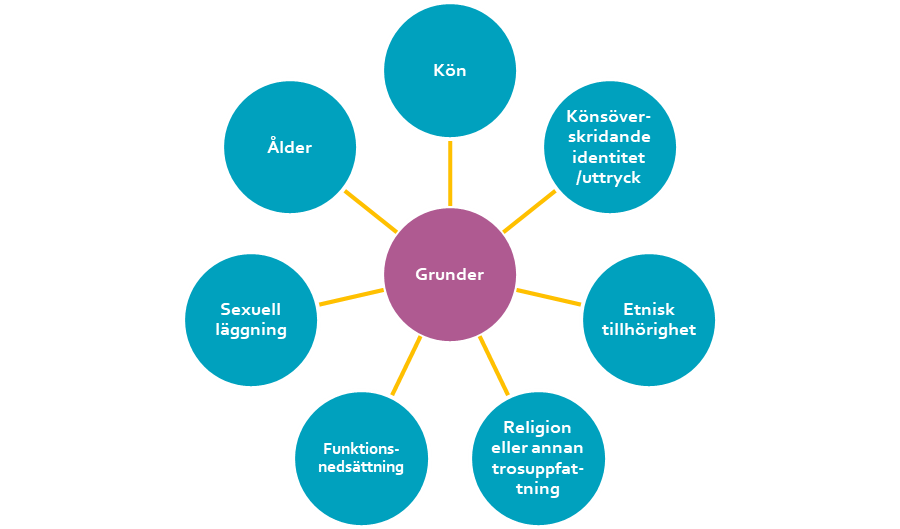 Kön
Könsöver-
skridande
identitet
/uttryck
Etnisk
tillhörighet
Religion
eller annan
trosuppfat-
tning
Funktions-
nedsättning
Sexuell
läggning
Ålder
Grunder